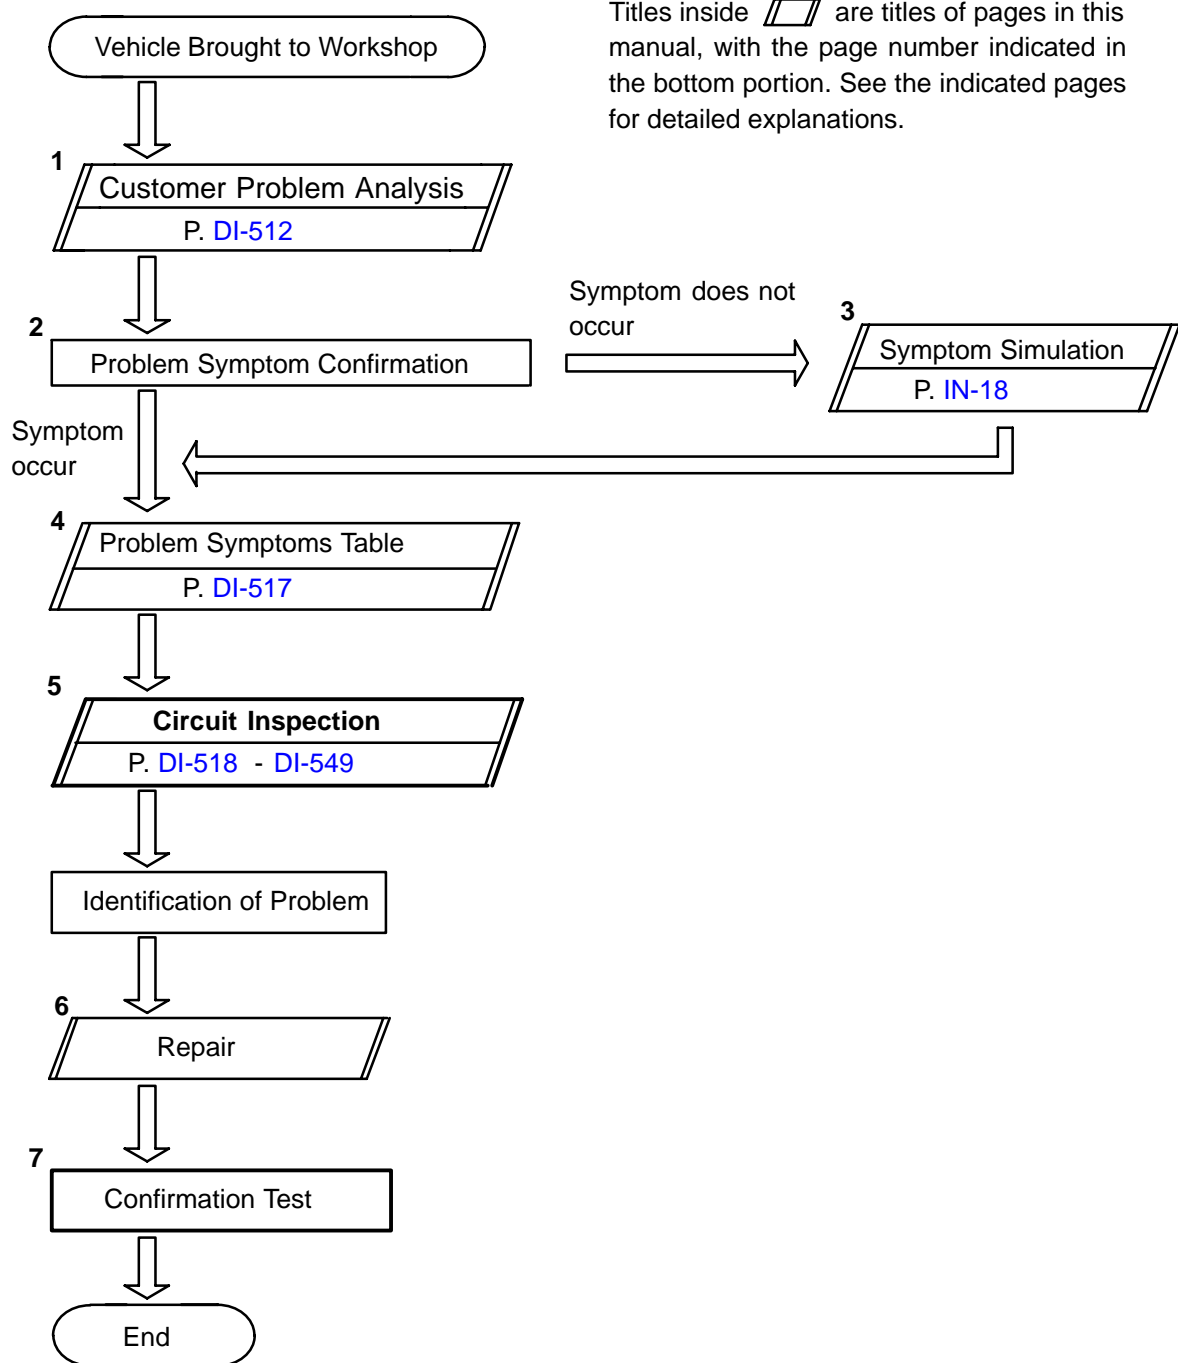 Titles inside are titles of pages in this
manual, with the page number indicated in
the bottom portion. See the indicated pages
for detailed explanations.
Vehicle Brought to Workshop
1
Customer Problem Analysis
P. DI-512
2
Problem Symptom Confirmation
Symptom does not
occur
3
Symptom Simulation
P. IN-18
Symptom
occur
4
Problem Symptoms Table
P. DI-517
5
Circuit Inspection
P. DI-518 - DI-549
Identification of Problem
6
Repair
7
Confirmation Test
End